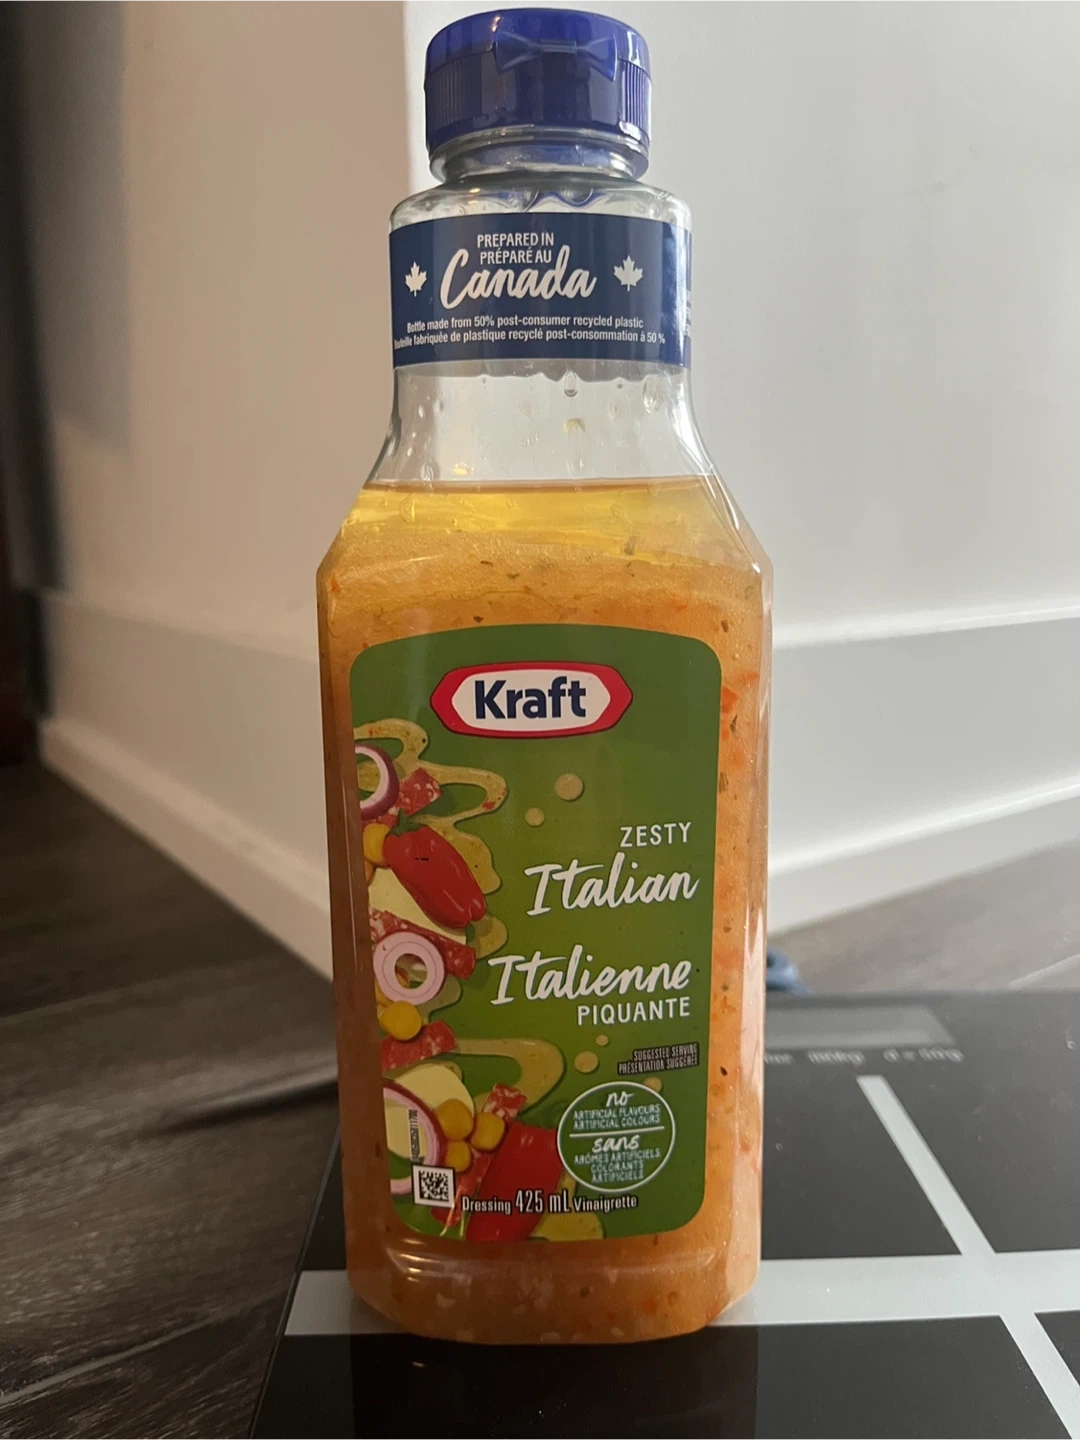 PREPARED IN
PRÉPARÉ AU
Canada
Bottle made from 50% post-consumer recycled plastic
fabriquée de plastique recyclé post-consommation à 50 %
Kraft
ZESTY
Italian
Italienne
PIQUANTE
SUGGESTED SERVING
PRÉSENTATION SUGGÉRÉE
no
ARTIFICIAL FLAVOURS
ARTIFICIAL COLOURS
sans
ARÔMES ARTIFICIELS
COLORANTS
ARTIFICIELS
Dressing 425 mL Vinaigrette